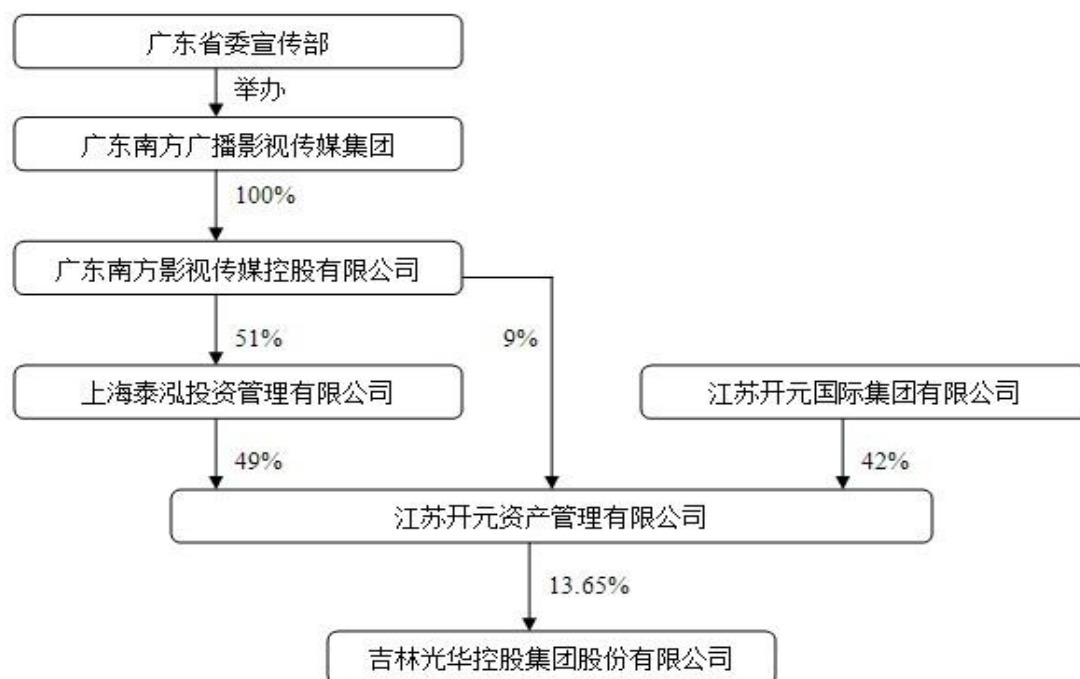 广东省委宣传部
举办
广东南方广播影视传媒集团
100%
广东南方影视传媒控股有限公司
51%
9%
上海泰泓投资管理有限公司
江苏开元国际集团有限公司
49%
42%
江苏开元资产管理有限公司
13.65%
吉林光华控股集团股份有限公司